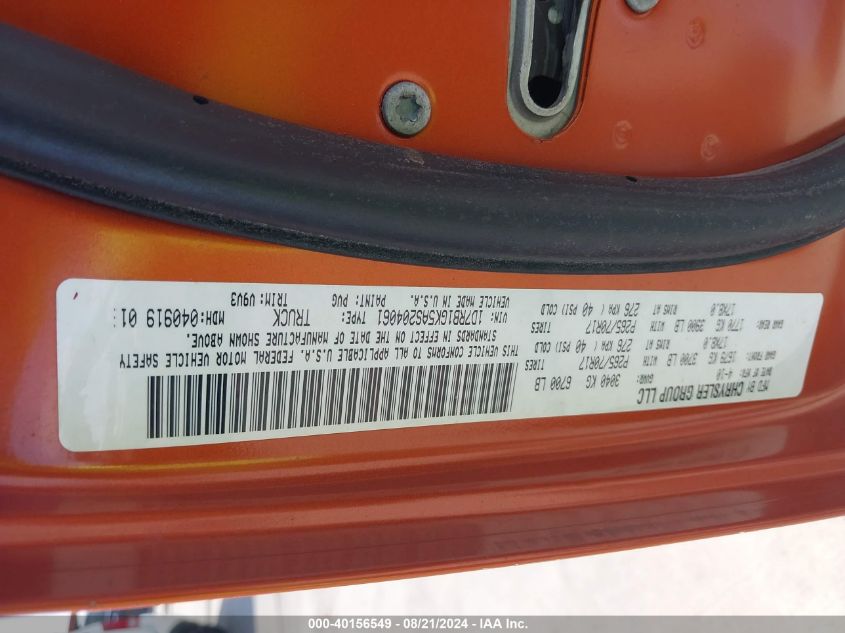 MFD BY CHRYSLER GROUP LLC
DATE OF MFR: 4-10 GVWR: 3040 KG 6700 LB
GAWR FRONT: 1679 KG 3700 LB WITH P265/70R17 TIRES
17X8.0 RIMS AT 276 KPA ( 40 PSI) COLD
GAWR REAR: 1770 KG 3900 LB WITH P265/70R17 TIRES
17X8.0 RIMS AT 276 KPA ( 40 PSI) COLD
THIS VEHICLE CONFORMS TO ALL APPLICABLE U.S.A. FEDERAL MOTOR VEHICLE SAFETY
STANDARDS IN EFFECT ON THE DATE OF MANUFACTURE SHOWN ABOVE.
VIN: 1D7RB1GK5AS204061 TYPE: TRUCK MDH:040919 01
VEHICLE MADE IN U.S.A. PAINT: PVG TRIM: V9V3
000-40156549 - 08/21/2024 - IAA Inc.